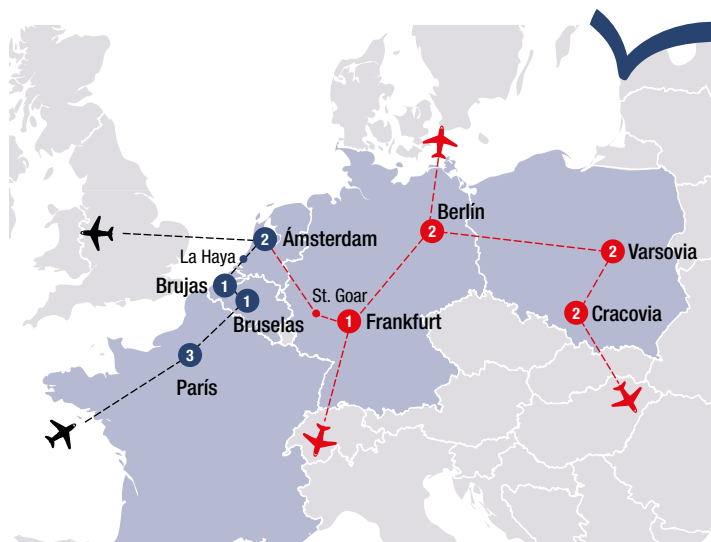 Berlín
2
2 Ámsterdam
2 Varsovia
La Haya
Brujas 1
1
Bruselas
St. Goar
1 Frankfurt
2 Cracovia
3
París